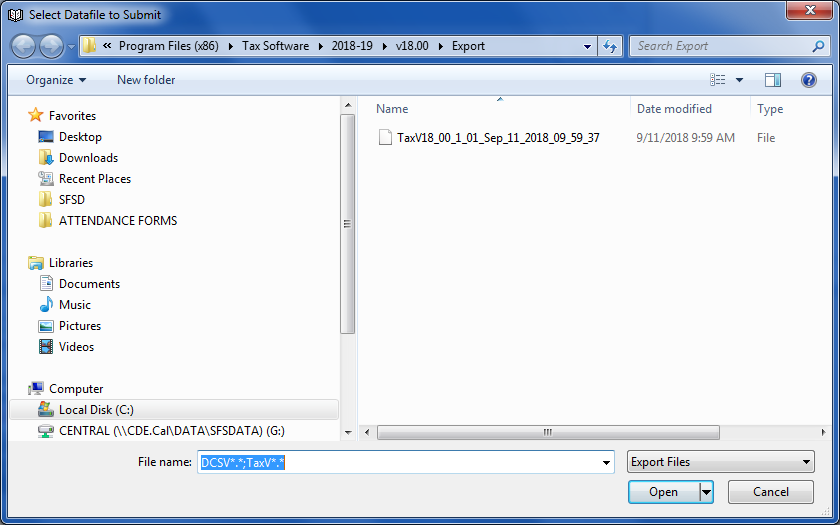 Select Datafile to Submit
« Program Files (x86) ▸ Tax Software ▸ 2018-19 ▸ v18.00 ▸ Export
Search Export
Organize New folder
Name Date modified Type
Favorites
Desktop
Downloads
Recent Places
SFSD
ATTENDANCE FORMS
Libraries
Documents
Music
Pictures
Videos
Computer
Local Disk (C:)
CENTRAL (\\CDE.Cal\DATA\SFSDATA) (G:)
TaxV18_00_1_01_Sep_11_2018_09_59_37 9/11/2018 9:59 AM File
File name: DCSV*.*;TaxV*.* Export Files
Open Cancel